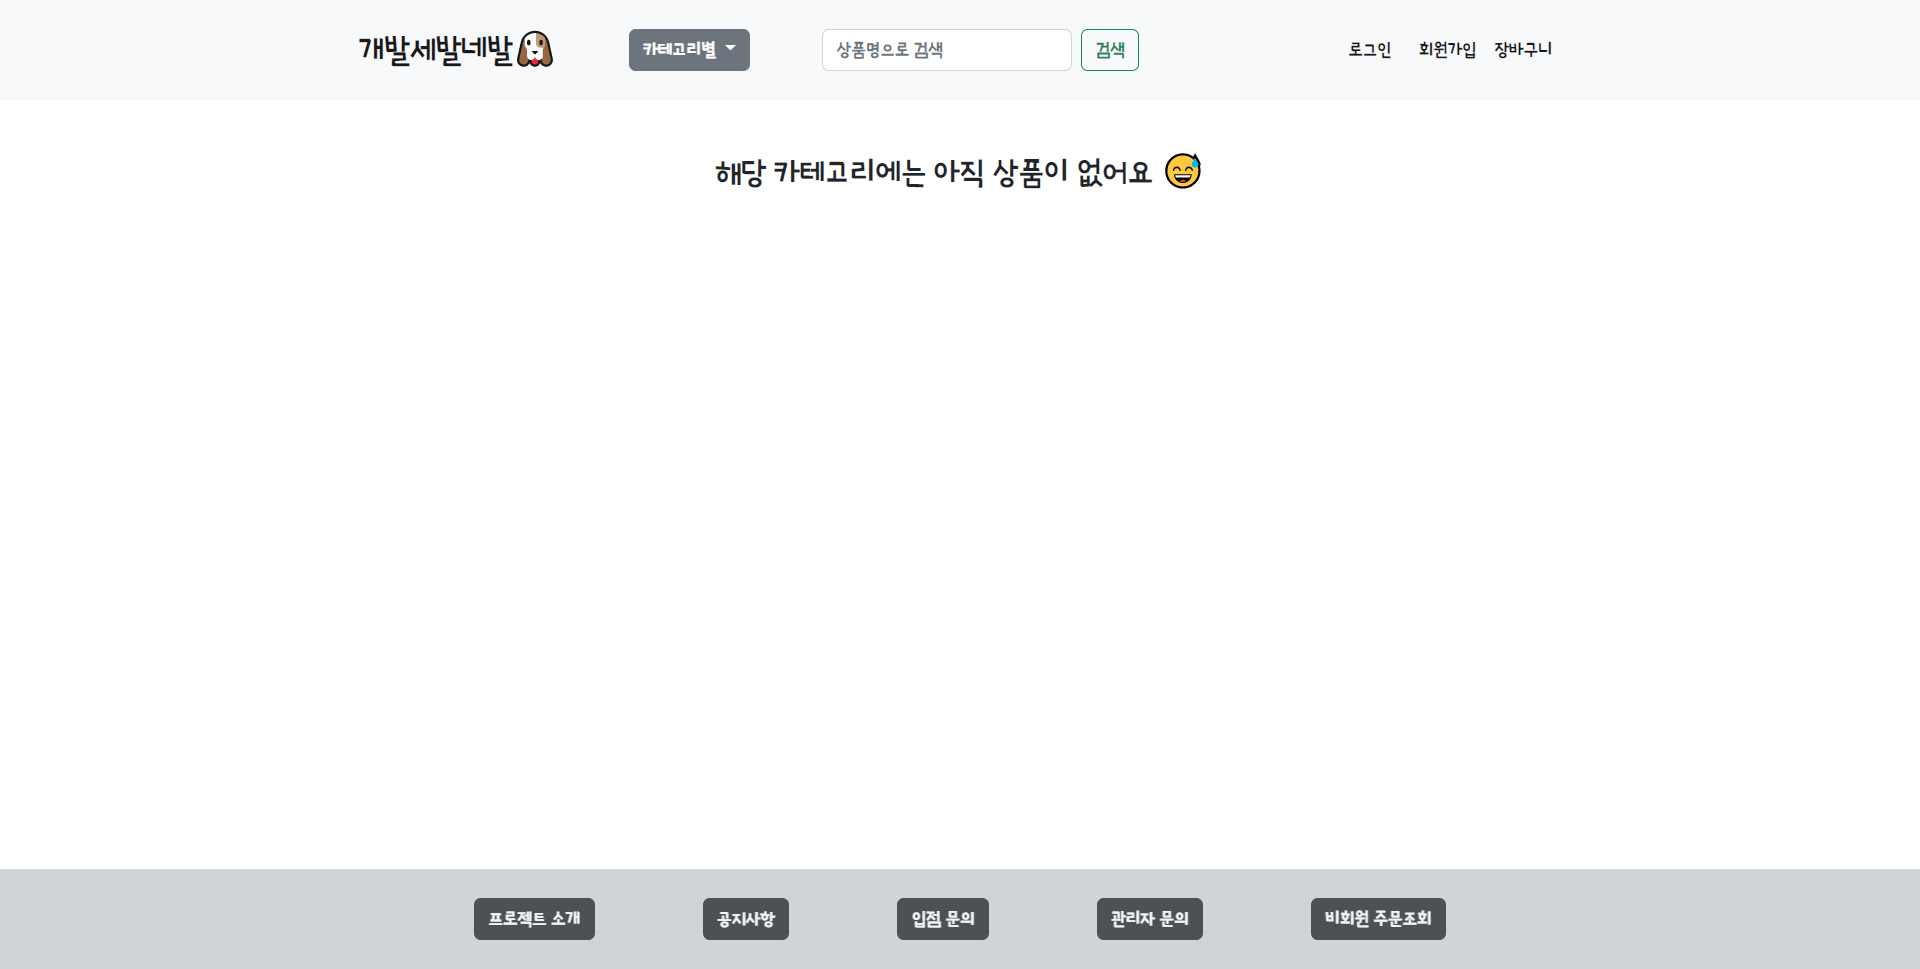 개발세발네발
카테고리별
상품명으로 검색
검색
로그인
회원가입
장바구니
해당 카테고리에는 아직 상품이 없어요 😅
프로젝트 소개
공지사항
입점 문의
관리자 문의
비회원 주문조회